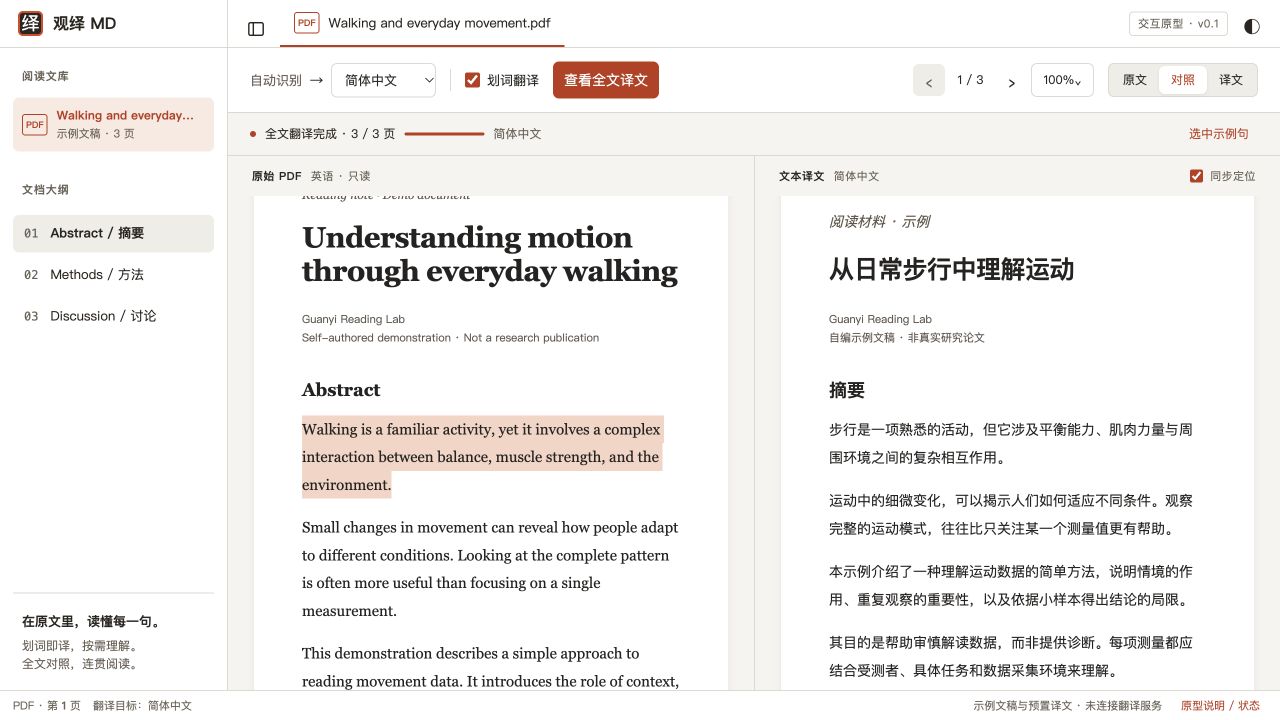 绎 观绎 MD
PDF Walking and everyday movement.pdf
交互原型 · v0.1
阅读文库
PDF Walking and everyday...
示例文稿 · 3 页
文档大纲
01 Abstract / 摘要
02 Methods / 方法
03 Discussion / 讨论
在原文里，读懂每一句。
划词即译，按需理解。
全文对照，连贯阅读。
自动识别 → 简体中文 划词翻译 查看全文译文
‹ 1 / 3 › 100% 原文 对照 译文
全文翻译完成 · 3 / 3 页 简体中文 选中示例句
原始 PDF 英语 · 只读
Reading note · Demo document
Understanding motion
through everyday walking
Guanyi Reading Lab
Self-authored demonstration · Not a research publication
Abstract
Walking is a familiar activity, yet it involves a complex
interaction between balance, muscle strength, and the
environment.
Small changes in movement can reveal how people adapt
to different conditions. Looking at the complete pattern
is often more useful than focusing on a single
measurement.
This demonstration describes a simple approach to
reading movement data. It introduces the role of context,
文本译文 简体中文 同步定位
阅读材料 · 示例
从日常步行中理解运动
Guanyi Reading Lab
自编示例文稿 · 非真实研究论文
摘要
步行是一项熟悉的活动，但它涉及平衡能力、肌肉力量与周
围环境之间的复杂相互作用。
运动中的细微变化，可以揭示人们如何适应不同条件。观察
完整的运动模式，往往比只关注某一个测量值更有帮助。
本示例介绍了一种理解运动数据的简单方法，说明情境的作
用、重复观察的重要性，以及依据小样本得出结论的局限。
其目的是帮助审慎解读数据，而非提供诊断。每项测量都应
结合受测者、具体任务和数据采集环境来理解。
PDF · 第 1 页 翻译目标：简体中文
示例文稿与预置译文 · 未连接翻译服务 原型说明 / 状态